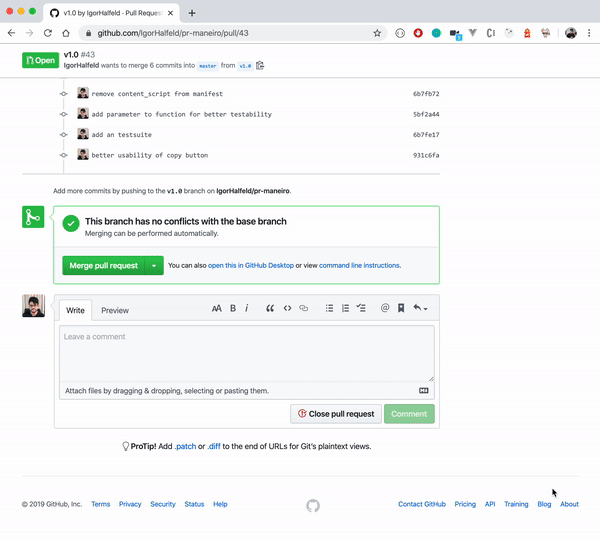 v1.0 by IgorHalfeld · Pull Reques
github.com/IgorHalfeld/pr-maneiro/pull/43
Open
v1.0 #43
IgorHalfeld wants to merge 6 commits into master from v1.0
remove content_script from manifest 6b7fb72
add parameter to function for better testability 5bf2a44
add an testsuite 6b7fe17
better usability of copy button 931c6fa
Add more commits by pushing to the v1.0 branch on IgorHalfeld/pr-maneiro.
This branch has no conflicts with the base branch
Merging can be performed automatically.
Merge pull request
You can also open this in GitHub Desktop or view command line instructions.
Write Preview
AA B i
Leave a comment
Attach files by dragging & dropping, selecting or pasting them.
Close pull request Comment
ProTip! Add .patch or .diff to the end of URLs for Git's plaintext views.
© 2019 GitHub, Inc. Terms Privacy Security Status Help Contact GitHub Pricing API Training Blog About